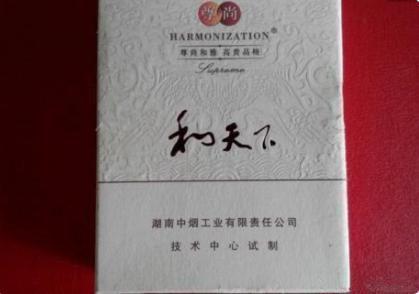 尊尚
HARMONIZATION®
尊尚和雅 高贵品格
Supreme
和天下
湖南中烟工业有限责任公司
技术中心试制